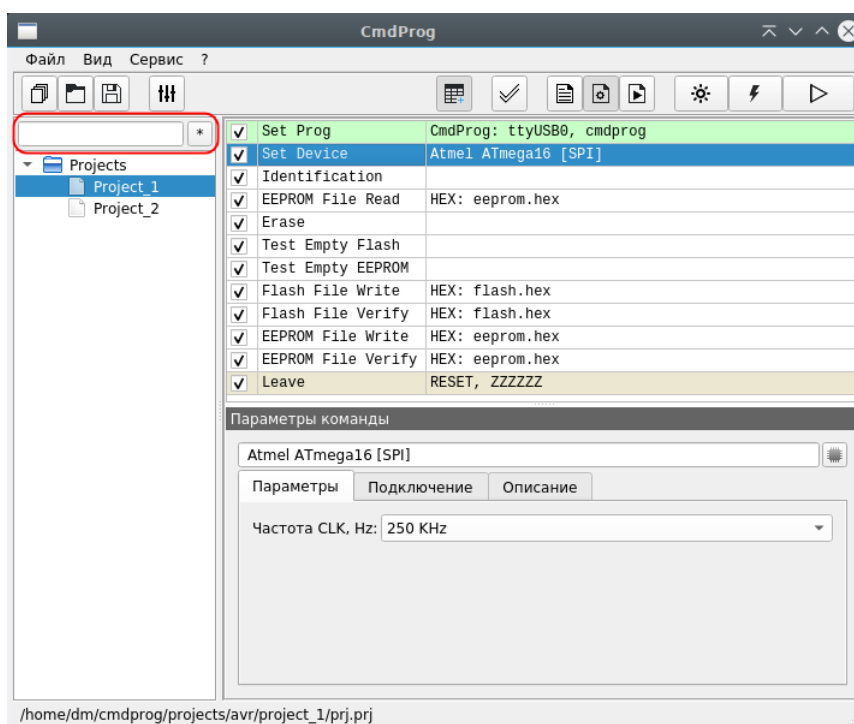 CmdProg
Файл Вид Сервис ?
*
Projects
Project_1
Project_2
Set Prog CmdProg: ttyUSB0, cmdprog
Set Device Atmel ATmega16 [SPI]
Identification
EEPROM File Read HEX: eeprom.hex
Erase
Test Empty Flash
Test Empty EEPROM
Flash File Write HEX: flash.hex
Flash File Verify HEX: flash.hex
EEPROM File Write HEX: eeprom.hex
EEPROM File Verify HEX: eeprom.hex
Leave RESET, ZZZZZZ
Параметры команды
Atmel ATmega16 [SPI]
Параметры Подключение Описание
Частота CLK, Hz: 250 KHz
/home/dm/cmdprog/projects/avr/project_1/prj.prj